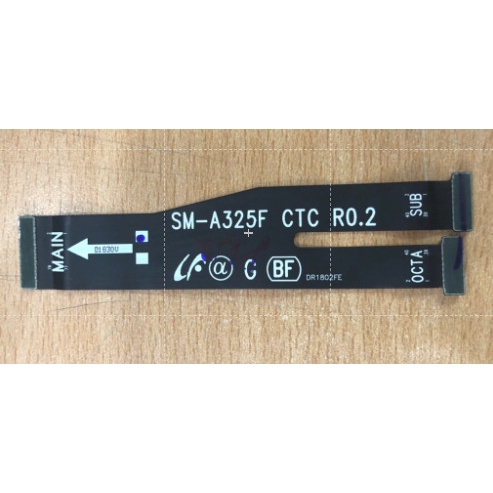 SM-A325F CTC R0.2
MAIN
D1630V
α G BF
DR1802FE
SUB
OCTA